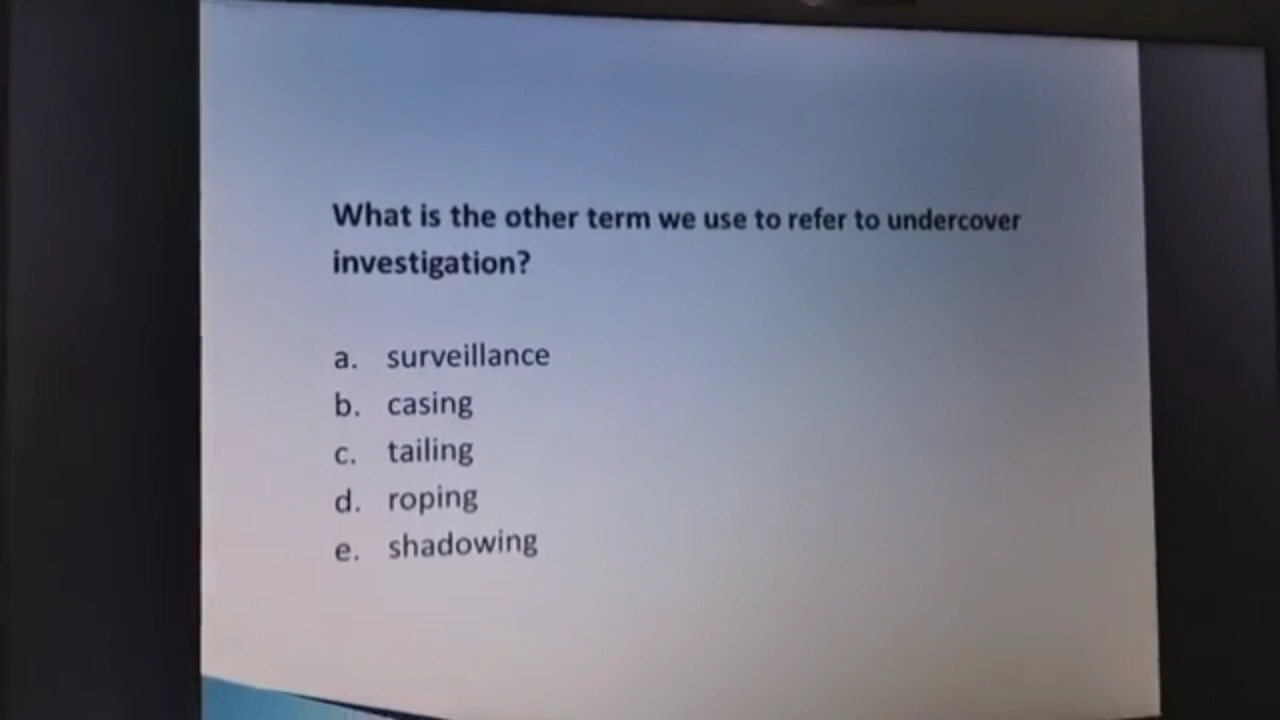 What is the other term we use to refer to undercover
investigation?
a. surveillance
b. casing
c. tailing
d. roping
e. shadowing